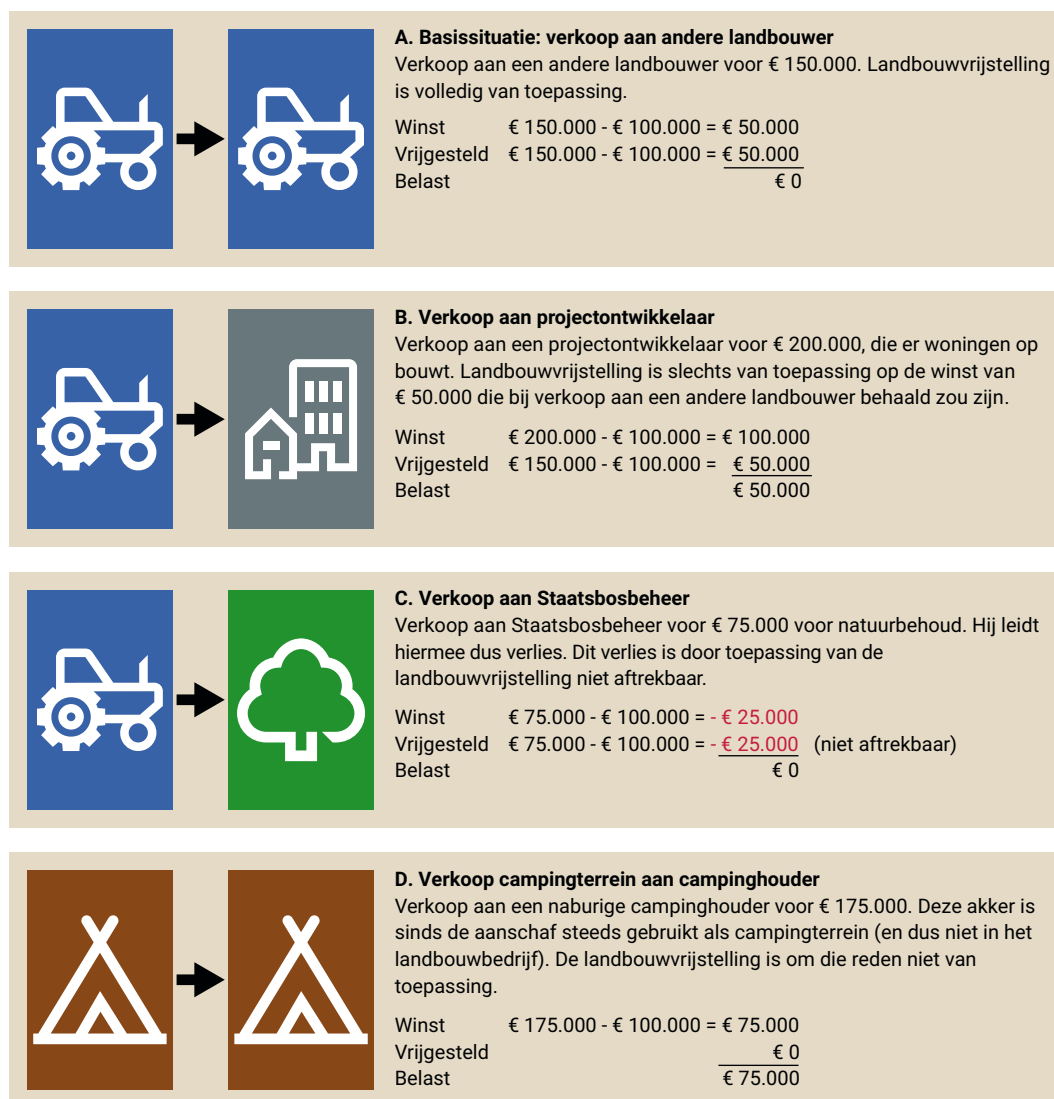 A. Basissituatie: verkoop aan andere landbouwer
Verkoop aan een andere landbouwer voor € 150.000. Landbouwvrijstelling
is volledig van toepassing.
Winst € 150.000 - € 100.000 = € 50.000
Vrijgesteld € 150.000 - € 100.000 = € 50.000
Belast € 0
B. Verkoop aan projectontwikkelaar
Verkoop aan een projectontwikkelaar voor € 200.000, die er woningen op
bouwt. Landbouwvrijstelling is slechts van toepassing op de winst van
€ 50.000 die bij verkoop aan een andere landbouwer behaald zou zijn.
Winst € 200.000 - € 100.000 = € 100.000
Vrijgesteld € 150.000 - € 100.000 = € 50.000
Belast € 50.000
C. Verkoop aan Staatsbosbeheer
Verkoop aan Staatsbosbeheer voor € 75.000 voor natuurbehoud. Hij leidt
hiermee dus verlies. Dit verlies is door toepassing van de
landbouwvrijstelling niet aftrekbaar.
Winst € 75.000 - € 100.000 = - € 25.000
Vrijgesteld € 75.000 - € 100.000 = - € 25.000 (niet aftrekbaar)
Belast € 0
D. Verkoop campingterrein aan campinghouder
Verkoop aan een naburige campinghouder voor € 175.000. Deze akker is
sinds de aanschaf steeds gebruikt als campingterrein (en dus niet in het
landbouwbedrijf). De landbouwvrijstelling is om die reden niet van
toepassing.
Winst € 175.000 - € 100.000 = € 75.000
Vrijgesteld € 0
Belast € 75.000